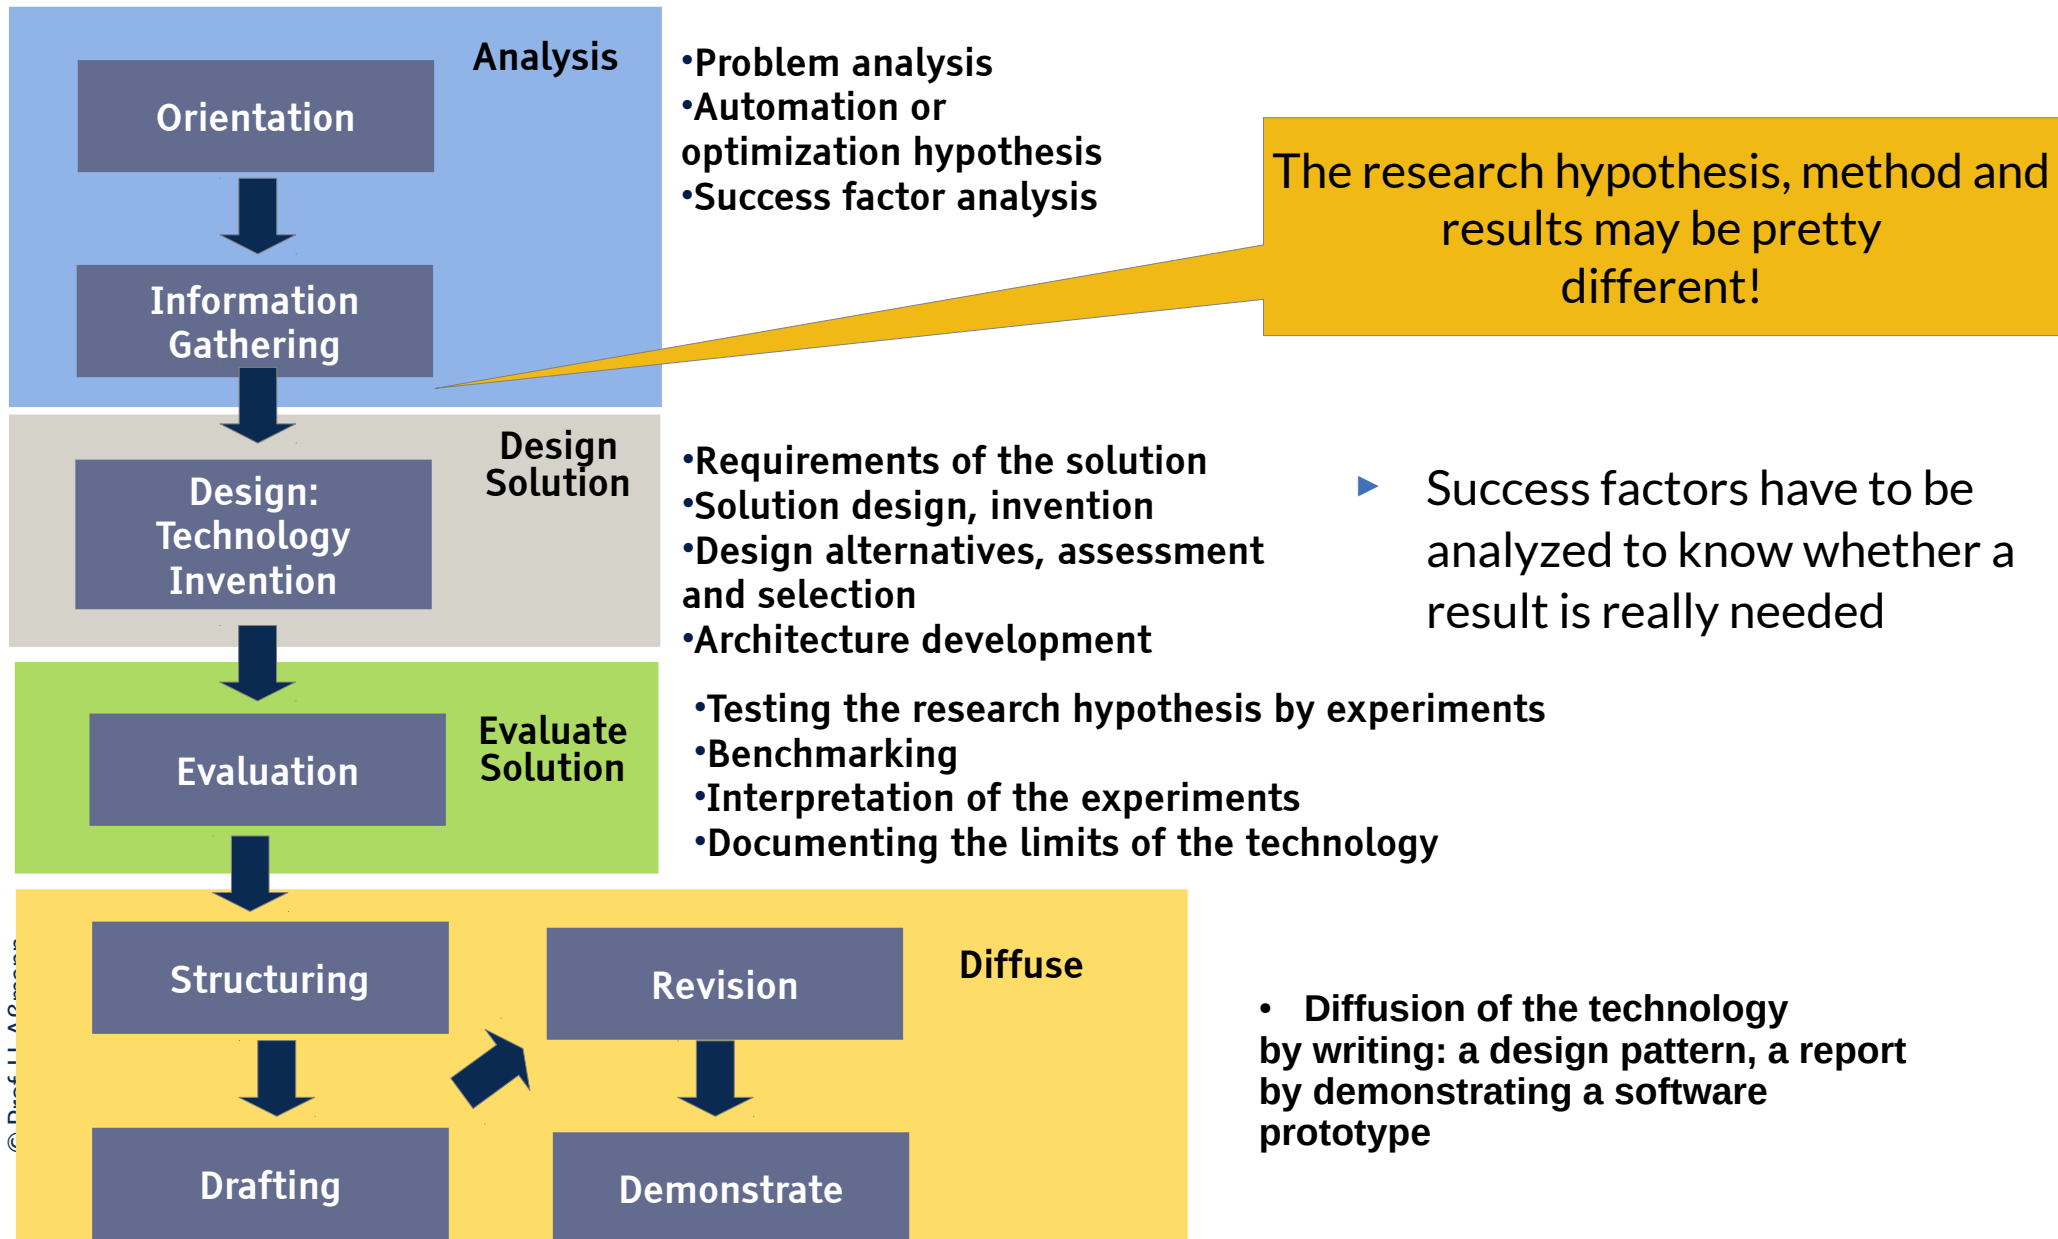 Analysis
Orientation
•Problem analysis
•Automation or
optimization hypothesis
•Success factor analysis
The research hypothesis, method and
results may be pretty
different!
Information
Gathering
Design
Solution
Design:
Technology
Invention
•Requirements of the solution
•Solution design, invention
•Design alternatives, assessment
and selection
•Architecture development
► Success factors have to be
analyzed to know whether a
result is really needed
Evaluate
Solution
Evaluation
•Testing the research hypothesis by experiments
•Benchmarking
•Interpretation of the experiments
•Documenting the limits of the technology
Diffuse
Structuring
Revision
Drafting
Demonstrate
• Diffusion of the technology
by writing: a design pattern, a report
by demonstrating a software
prototype